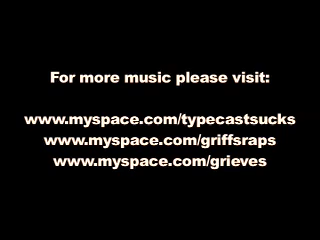 For more music please visit:
www.myspace.com/typecastsucks
www.myspace.com/griffsraps
www.myspace.com/grieves